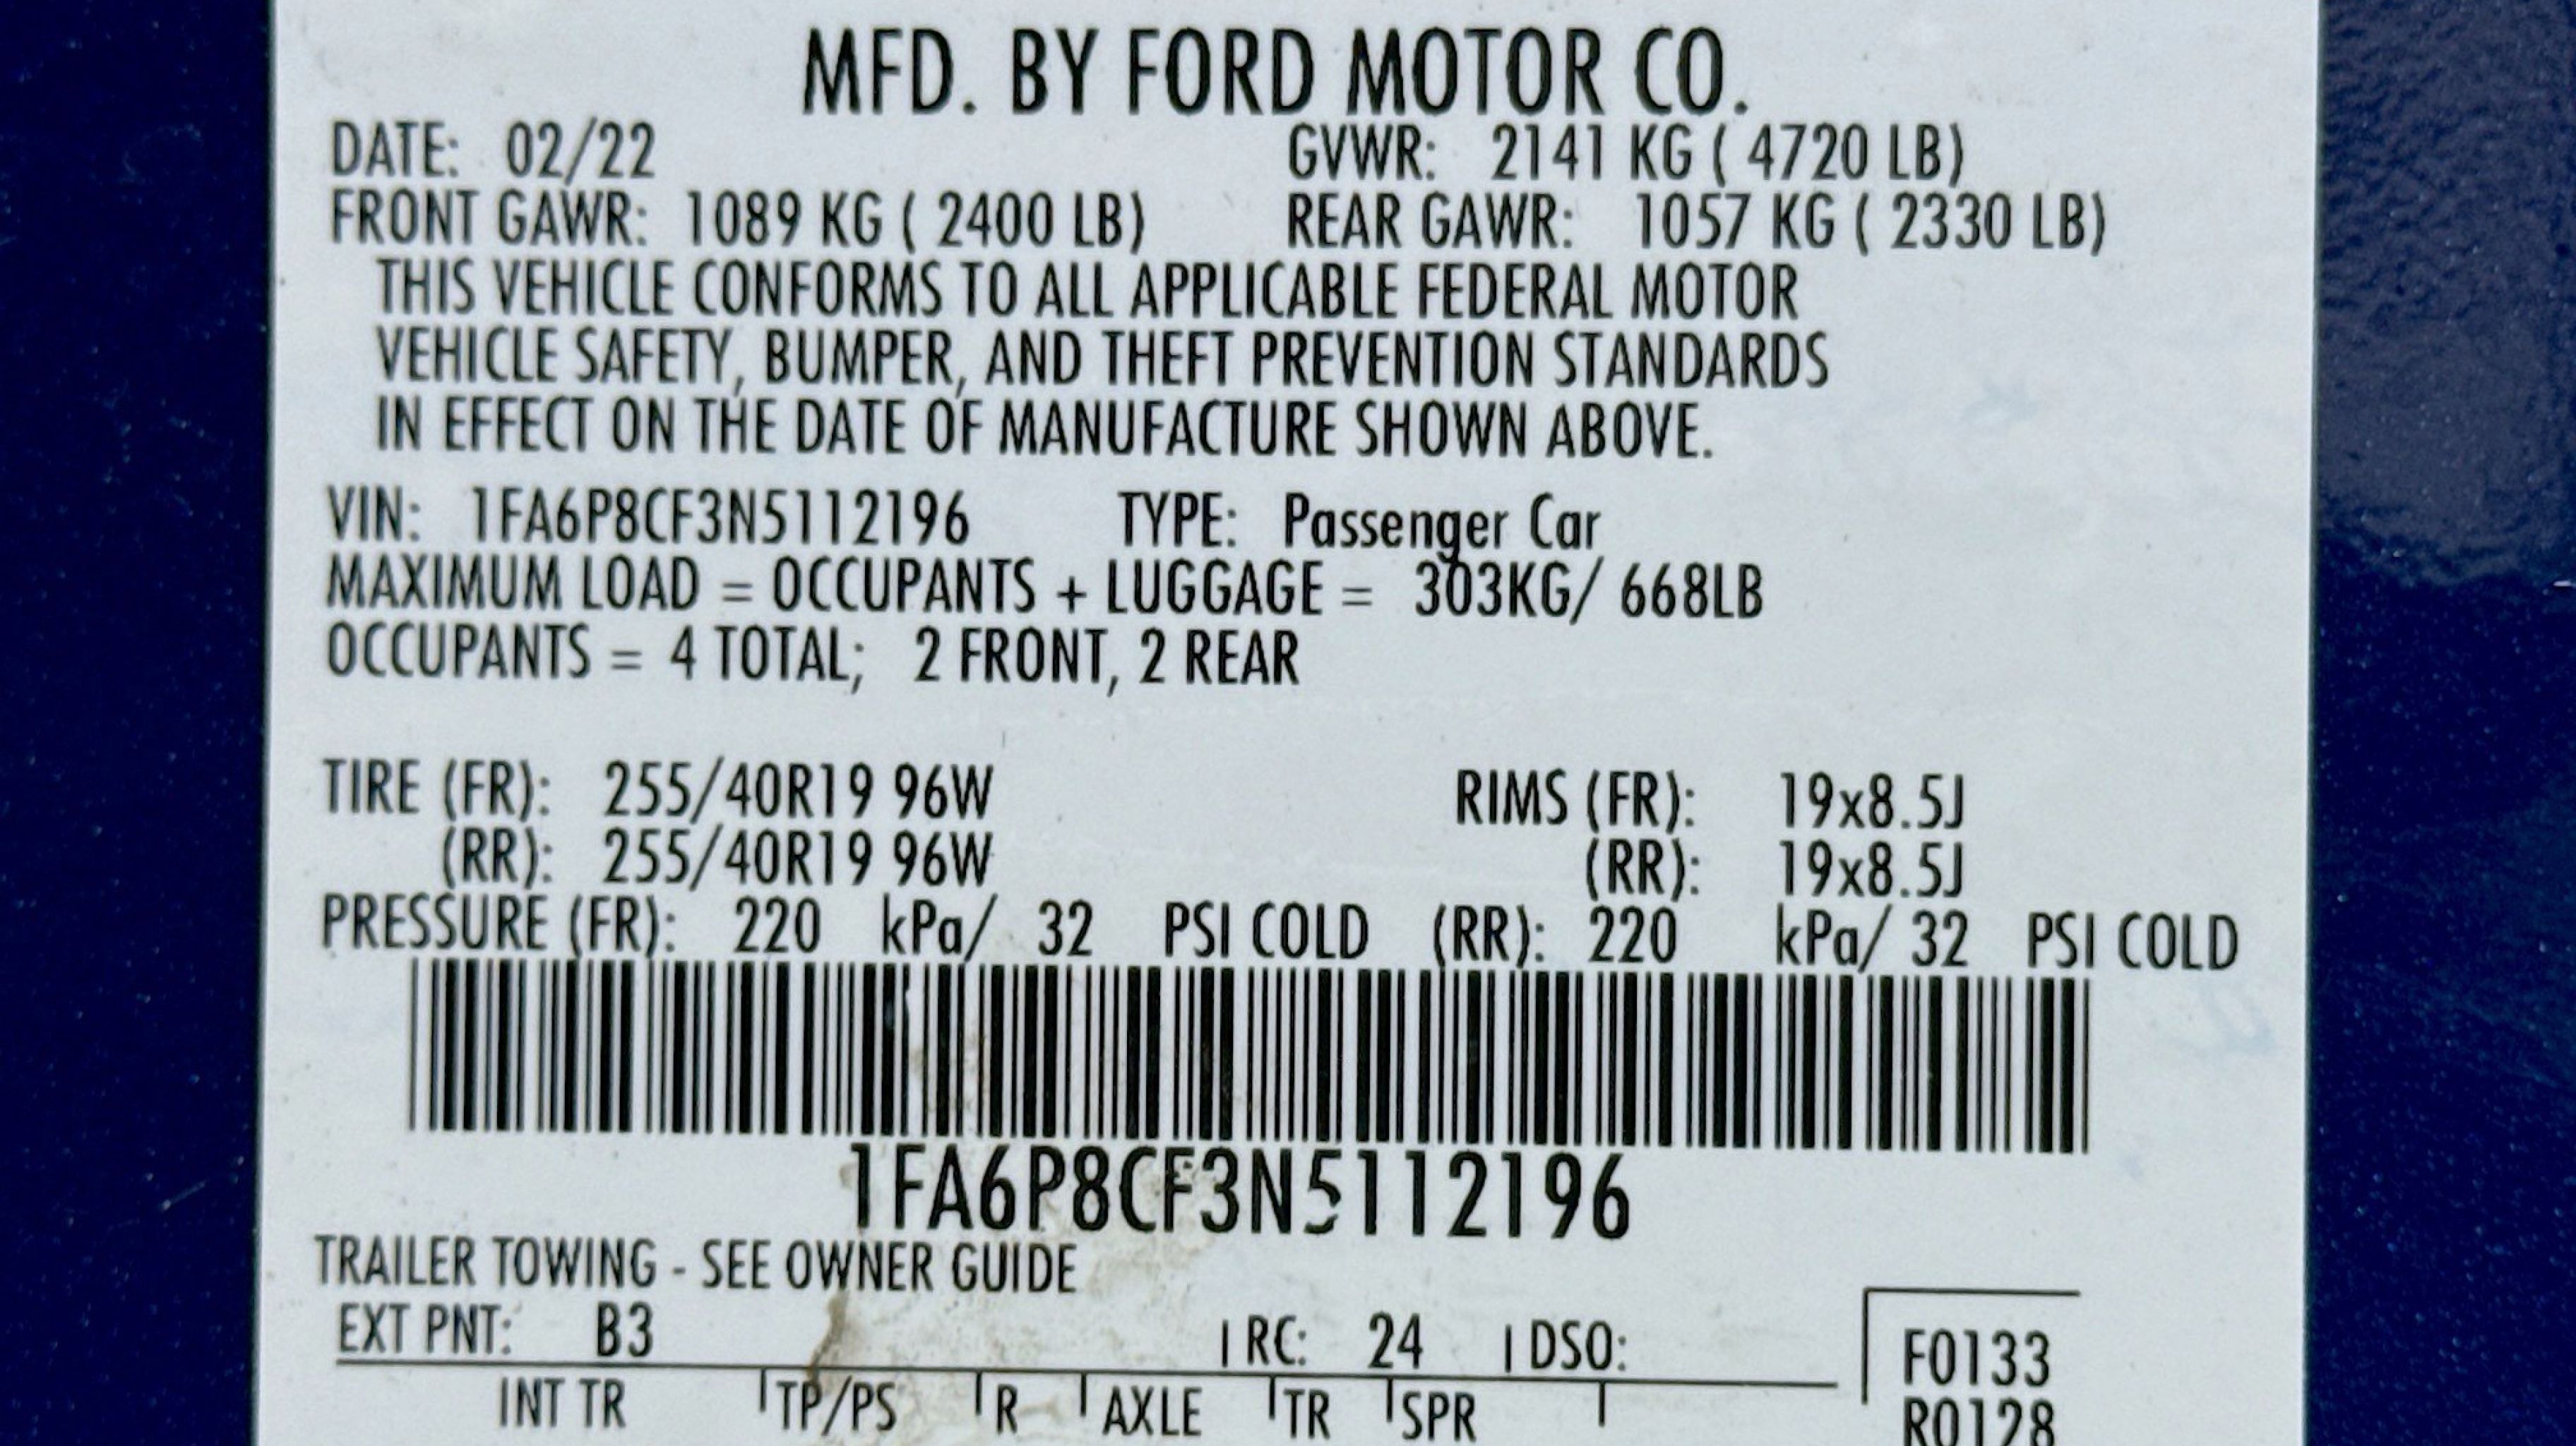 MFD. BY FORD MOTOR CO.
DATE: 02/22 GVWR: 2141 KG ( 4720 LB)
FRONT GAWR: 1089 KG ( 2400 LB) REAR GAWR: 1057 KG ( 2330 LB)
THIS VEHICLE CONFORMS TO ALL APPLICABLE FEDERAL MOTOR
VEHICLE SAFETY, BUMPER, AND THEFT PREVENTION STANDARDS
IN EFFECT ON THE DATE OF MANUFACTURE SHOWN ABOVE.
VIN: 1FA6P8CF3N5112196 TYPE: Passenger Car
MAXIMUM LOAD = OCCUPANTS + LUGGAGE = 303KG/ 668LB
OCCUPANTS = 4 TOTAL; 2 FRONT, 2 REAR
TIRE (FR): 255/40R19 96W RIMS (FR): 19x8.5J
(RR): 255/40R19 96W (RR): 19x8.5J
PRESSURE (FR): 220 kPa/ 32 PSI COLD (RR): 220 kPa/ 32 PSI COLD
1FA6P8CF3N5112196
TRAILER TOWING - SEE OWNER GUIDE
EXT PNT: B3 RC: 24 DSO:
F0133
INT TR TP/PS R AXLE TR SPR
R0128